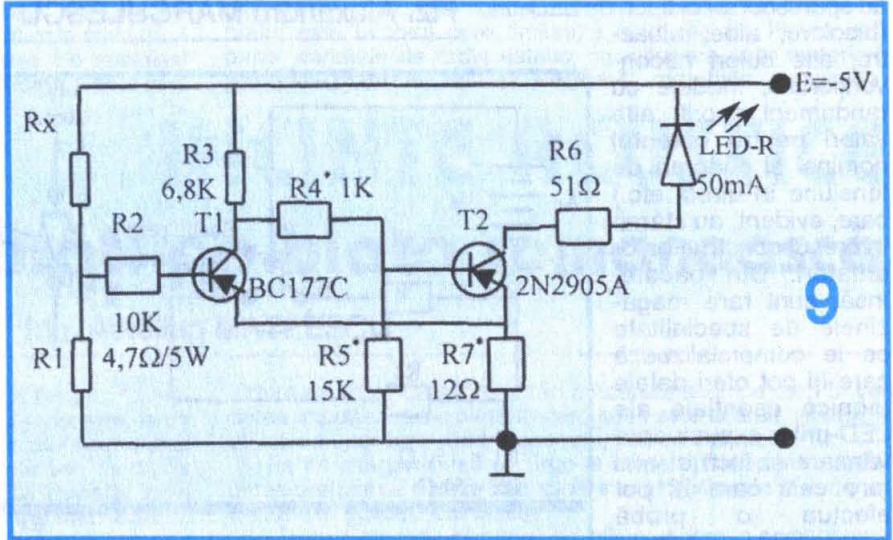 E=-5V
Rx
R3
6,8K
R4* 1K
R6
51Ω
LED-R
50mA
R2
T1
T2
10K
BC177C
2N2905A
9
R1
4,7Ω/5W
R5*
15K
R7*
12Ω